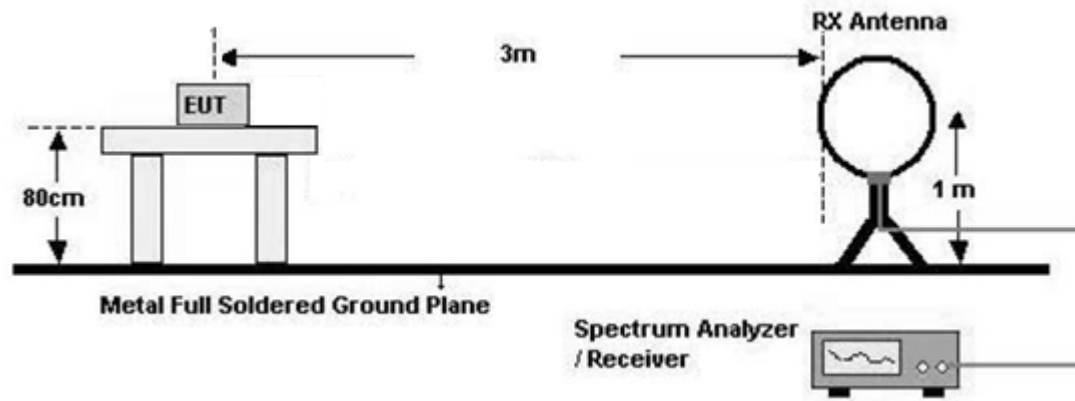 RX Antenna
3m
EUT
80cm
1 m
Metal Full Soldered Ground Plane
Spectrum Analyzer
/ Receiver